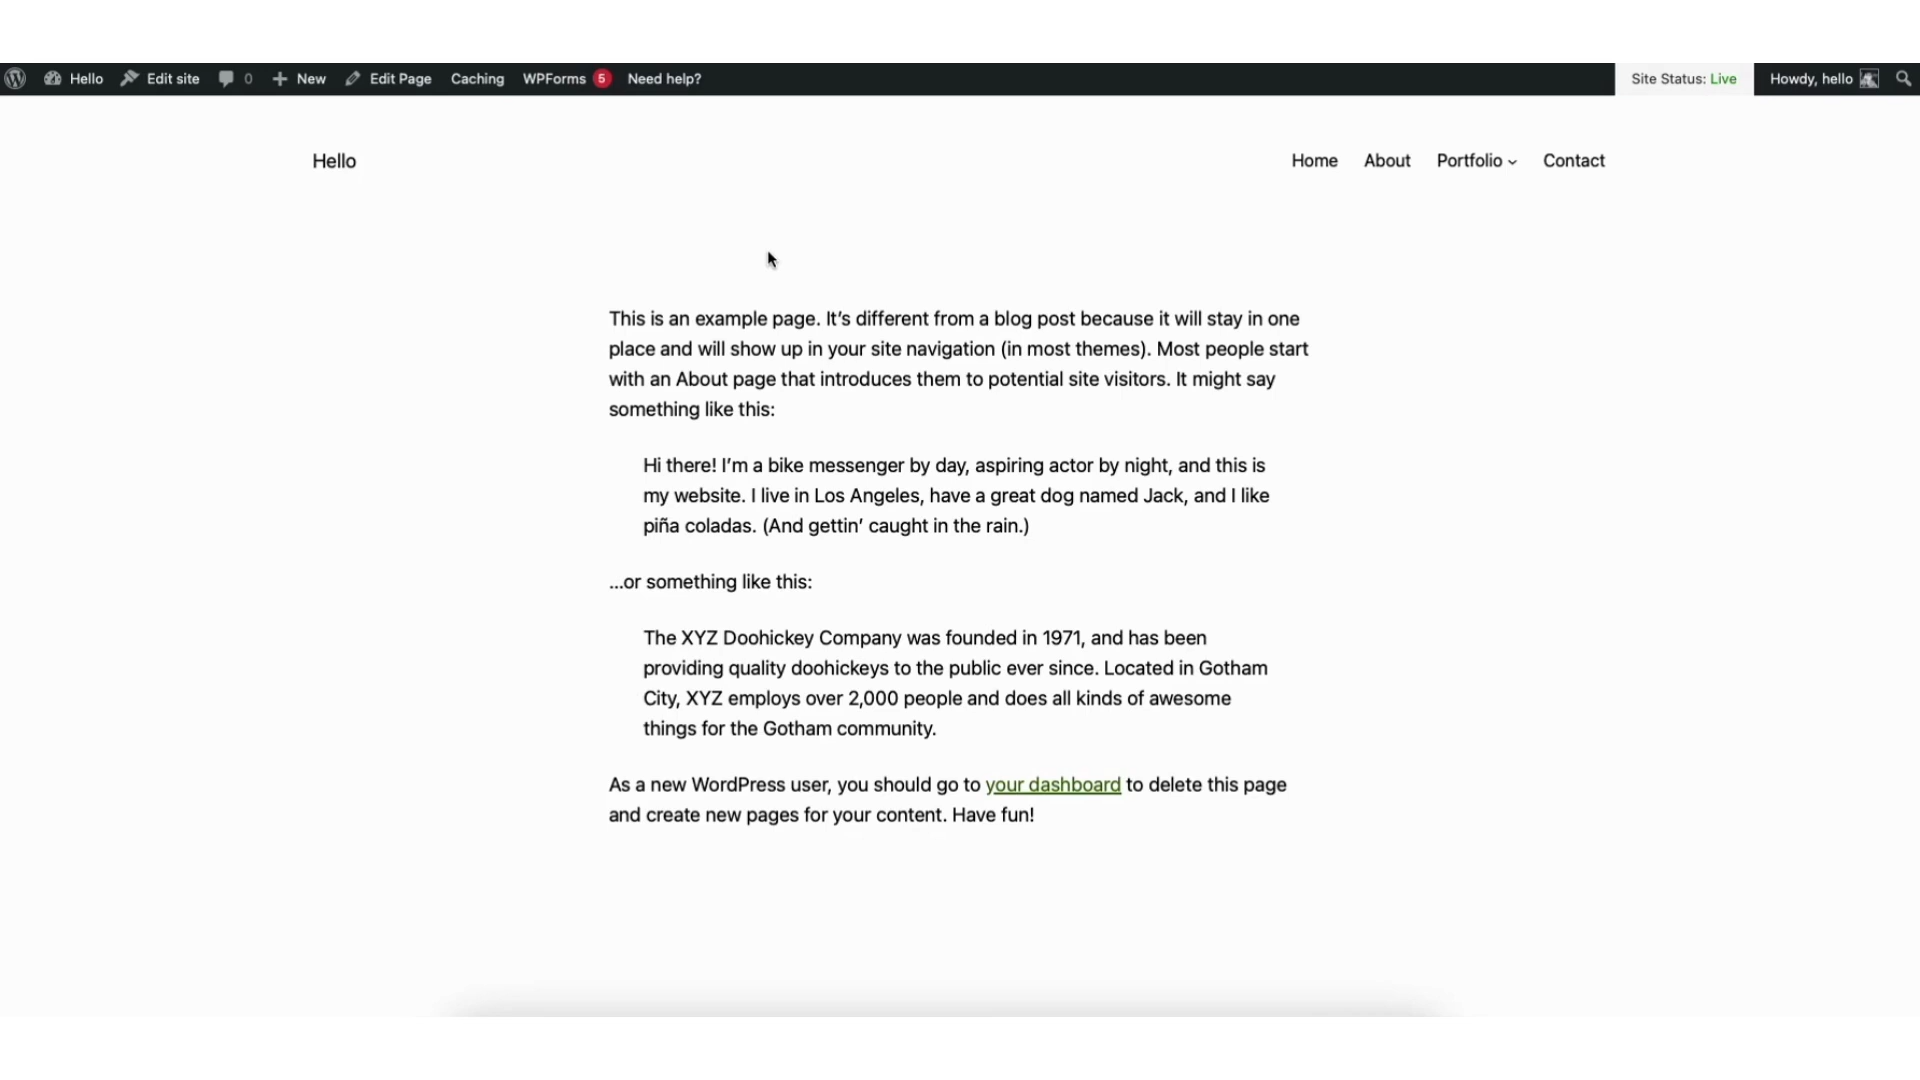 Hello Edit site 0 New Edit Page Caching WPForms 5 Need help? Site Status: Live Howdy, hello
Hello Home About Portfolio Contact
This is an example page. It’s different from a blog post because it will stay in one
place and will show up in your site navigation (in most themes). Most people start
with an About page that introduces them to potential site visitors. It might say
something like this:
Hi there! I’m a bike messenger by day, aspiring actor by night, and this is
my website. I live in Los Angeles, have a great dog named Jack, and I like
piña coladas. (And gettin’ caught in the rain.)
…or something like this:
The XYZ Doohickey Company was founded in 1971, and has been
providing quality doohickeys to the public ever since. Located in Gotham
City, XYZ employs over 2,000 people and does all kinds of awesome
things for the Gotham community.
As a new WordPress user, you should go to your dashboard to delete this page
and create new pages for your content. Have fun!